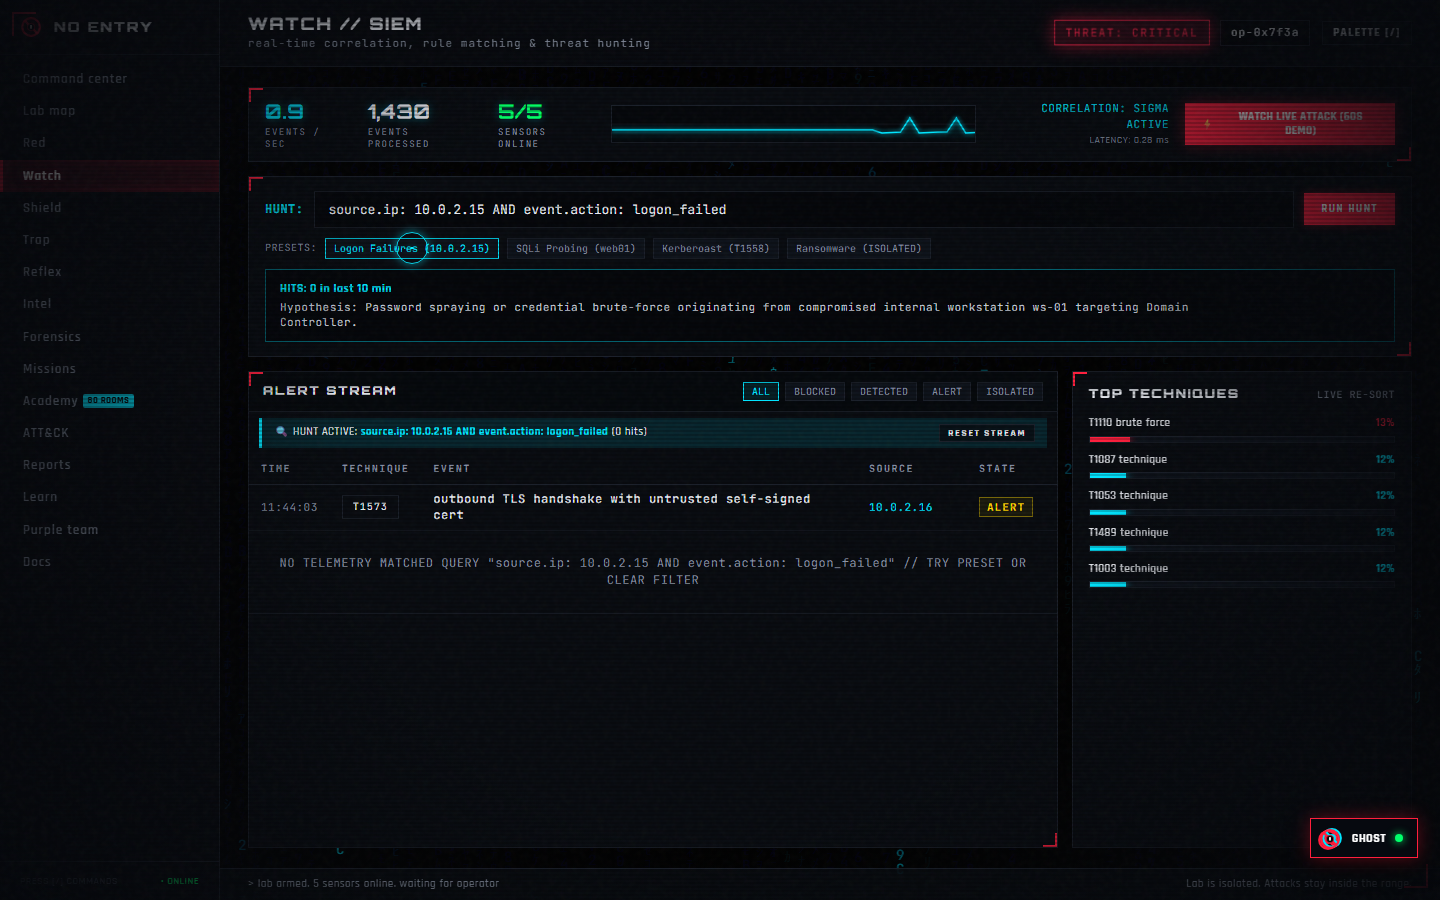 NO ENTRY
Command center
Lab map
Red
Watch
Shield
Trap
Reflex
Intel
Forensics
Missions
Academy 80 ROOMS
ATT&CK
Reports
Learn
Purple team
Docs
• ONLINE
WATCH // SIEM
real-time correlation, rule matching & threat hunting
THREAT: CRITICAL
op-0x7f3a
PALETTE [/]
0.9
EVENTS /
SEC
1,430
EVENTS
PROCESSED
5/5
SENSORS
ONLINE
CORRELATION: SIGMA
ACTIVE
LATENCY: 0.28 ms
WATCH LIVE ATTACK (60S
DEMO)
HUNT:
source.ip: 10.0.2.15 AND event.action: logon_failed
RUN HUNT
PRESETS:
Logon Failures (10.0.2.15)
SQLi Probing (web01)
Kerberoast (T1558)
Ransomware (ISOLATED)
HITS: 0 in last 10 min
Hypothesis: Password spraying or credential brute-force originating from compromised internal workstation ws-01 targeting Domain
Controller.
ALERT STREAM
ALL
BLOCKED
DETECTED
ALERT
ISOLATED
HUNT ACTIVE: source.ip: 10.0.2.15 AND event.action: logon_failed (0 hits)
RESET STREAM
TIME TECHNIQUE EVENT SOURCE STATE
11:44:03 T1573 outbound TLS handshake with untrusted self-signed
cert
10.0.2.16 ALERT
NO TELEMETRY MATCHED QUERY "source.ip: 10.0.2.15 AND event.action: logon_failed" // TRY PRESET OR
CLEAR FILTER
TOP TECHNIQUES
LIVE RE-SORT
T1110 brute force 13%
T1087 technique 12%
T1053 technique 12%
T1489 technique 12%
T1003 technique 12%
GHOST
> lab armed. 5 sensors online. waiting for operator
Lab is isolated. Attacks stay inside the range.